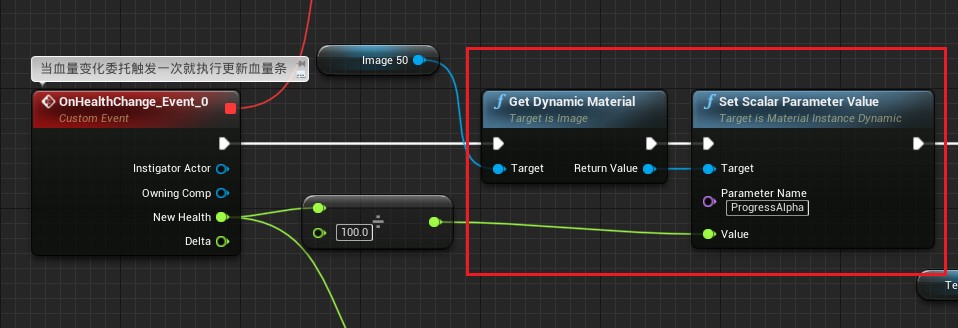 当血量变化委托触发一次就执行更新血量条
Image 50
OnHealthChange_Event_0
Custom Event
Instigator Actor
Owning Comp
New Health
Delta
÷
100.0
Get Dynamic Material
Target is Image
Target
Return Value
Set Scalar Parameter Value
Target is Material Instance Dynamic
Target
Parameter Name
ProgressAlpha
Value
Te